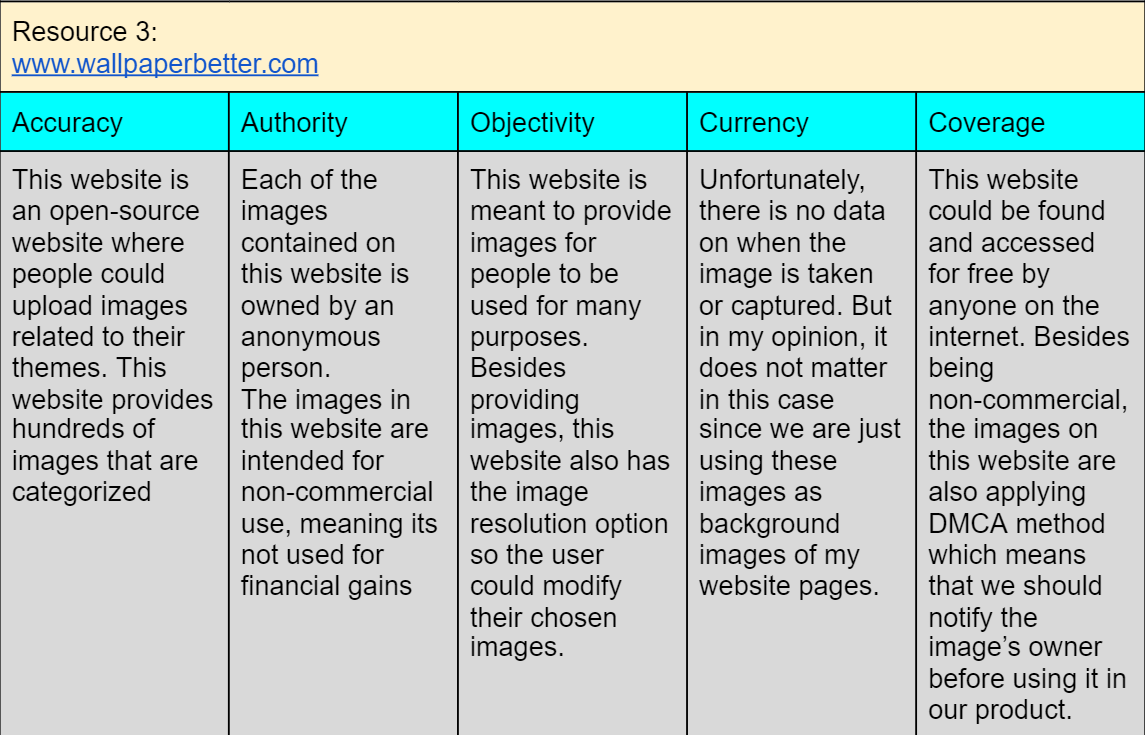 Resource 3:
www.wallpaperbetter.com
Accuracy
Authority
Objectivity
Currency
Coverage
This website is
an open-source
website where
people could
upload images
related to their
themes. This
website provides
hundreds of
images that are
categorized
Each of the
images
contained on
this website is
owned by an
anonymous
person.
The images in
this website are
intended for
non-commercial
use, meaning its
not used for
financial gains
This website is
meant to provide
images for
people to be
used for many
purposes.
Besides
providing
images, this
website also has
the image
resolution option
so the user
could modify
their chosen
images.
Unfortunately,
there is no data
on when the
image is taken
or captured. But
in my opinion, it
does not matter
in this case
since we are just
using these
images as
background
images of my
website pages.
This website
could be found
and accessed
for free by
anyone on the
internet. Besides
being
non-commercial,
the images on
this website are
also applying
DMCA method
which means
that we should
notify the
image’s owner
before using it in
our product.